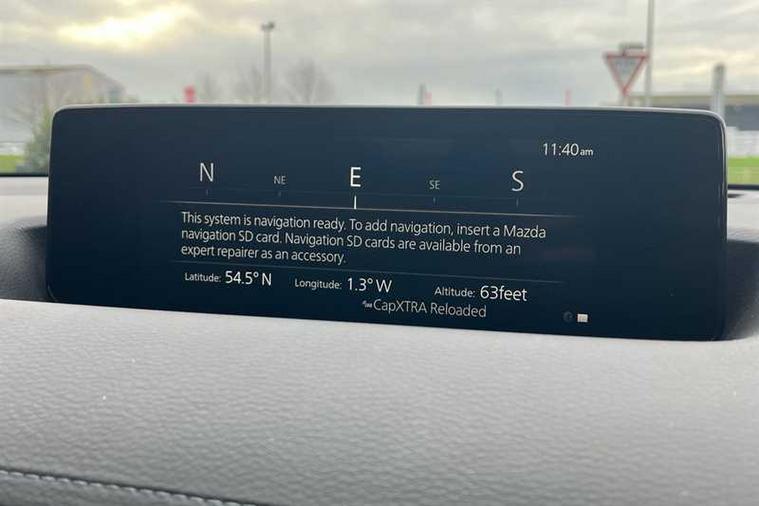 11:40am
N NE E SE S
This system is navigation ready. To add navigation, insert a Mazda
navigation SD card. Navigation SD cards are available from an
expert repairer as an accessory.
Latitude: 54.5° N Longitude: 1.3° W Altitude: 63feet
CapXTRA Reloaded